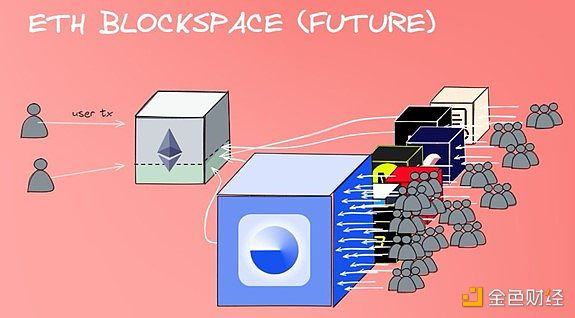 ETH BLOCKSPACE (FUTURE)
user tx
金色财经